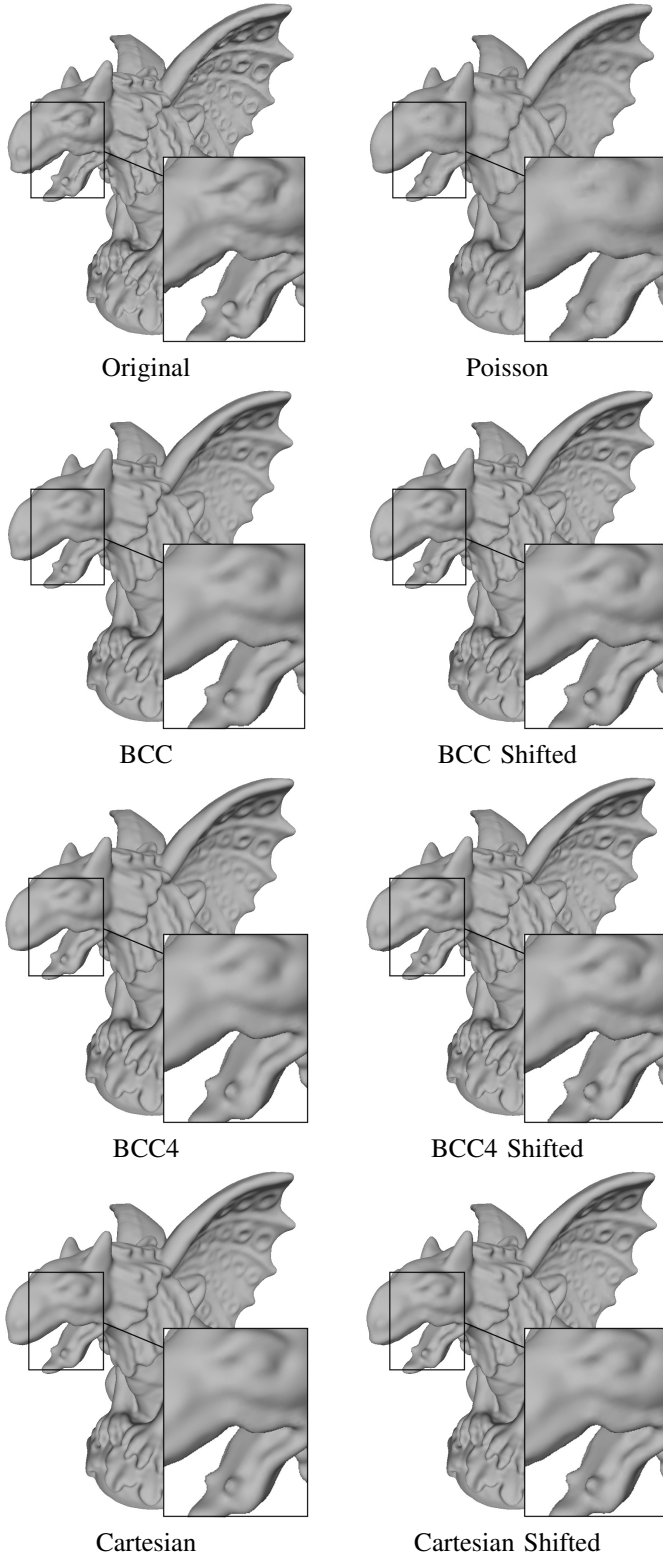 Original
Poisson
BCC
BCC Shifted
BCC4
BCC4 Shifted
Cartesian
Cartesian Shifted